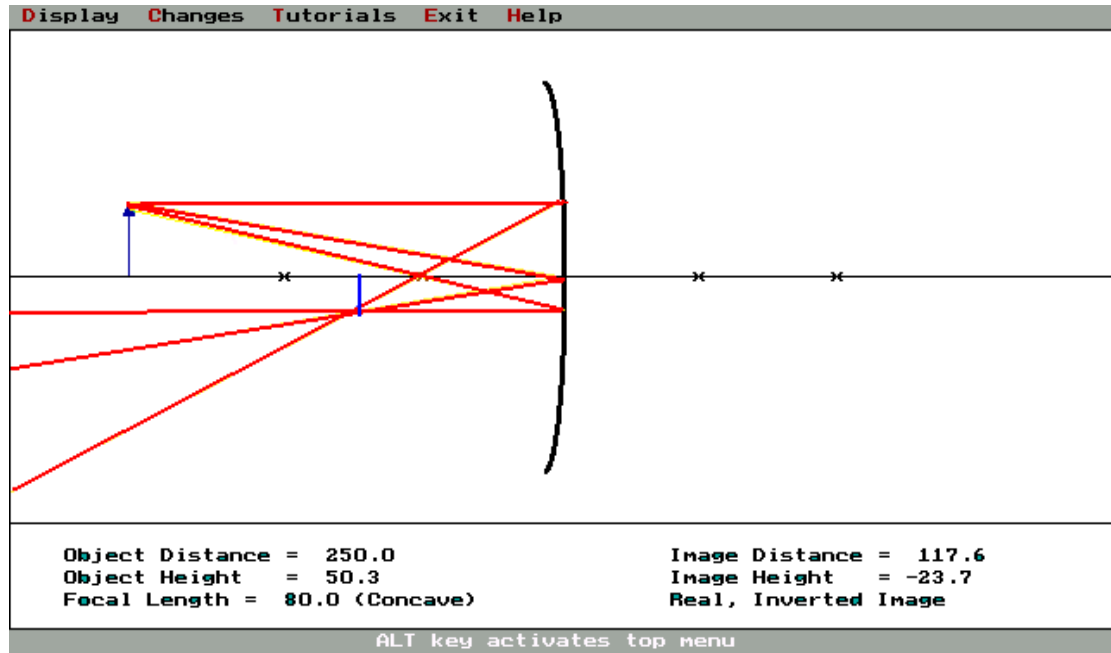 Display Changes Tutorials Exit Help
Object Distance = 250.0 Image Distance = 117.6
Object Height = 50.3 Image Height = -23.7
Focal Length = 80.0 (Concave) Real, Inverted Image
ALT key activates top menu